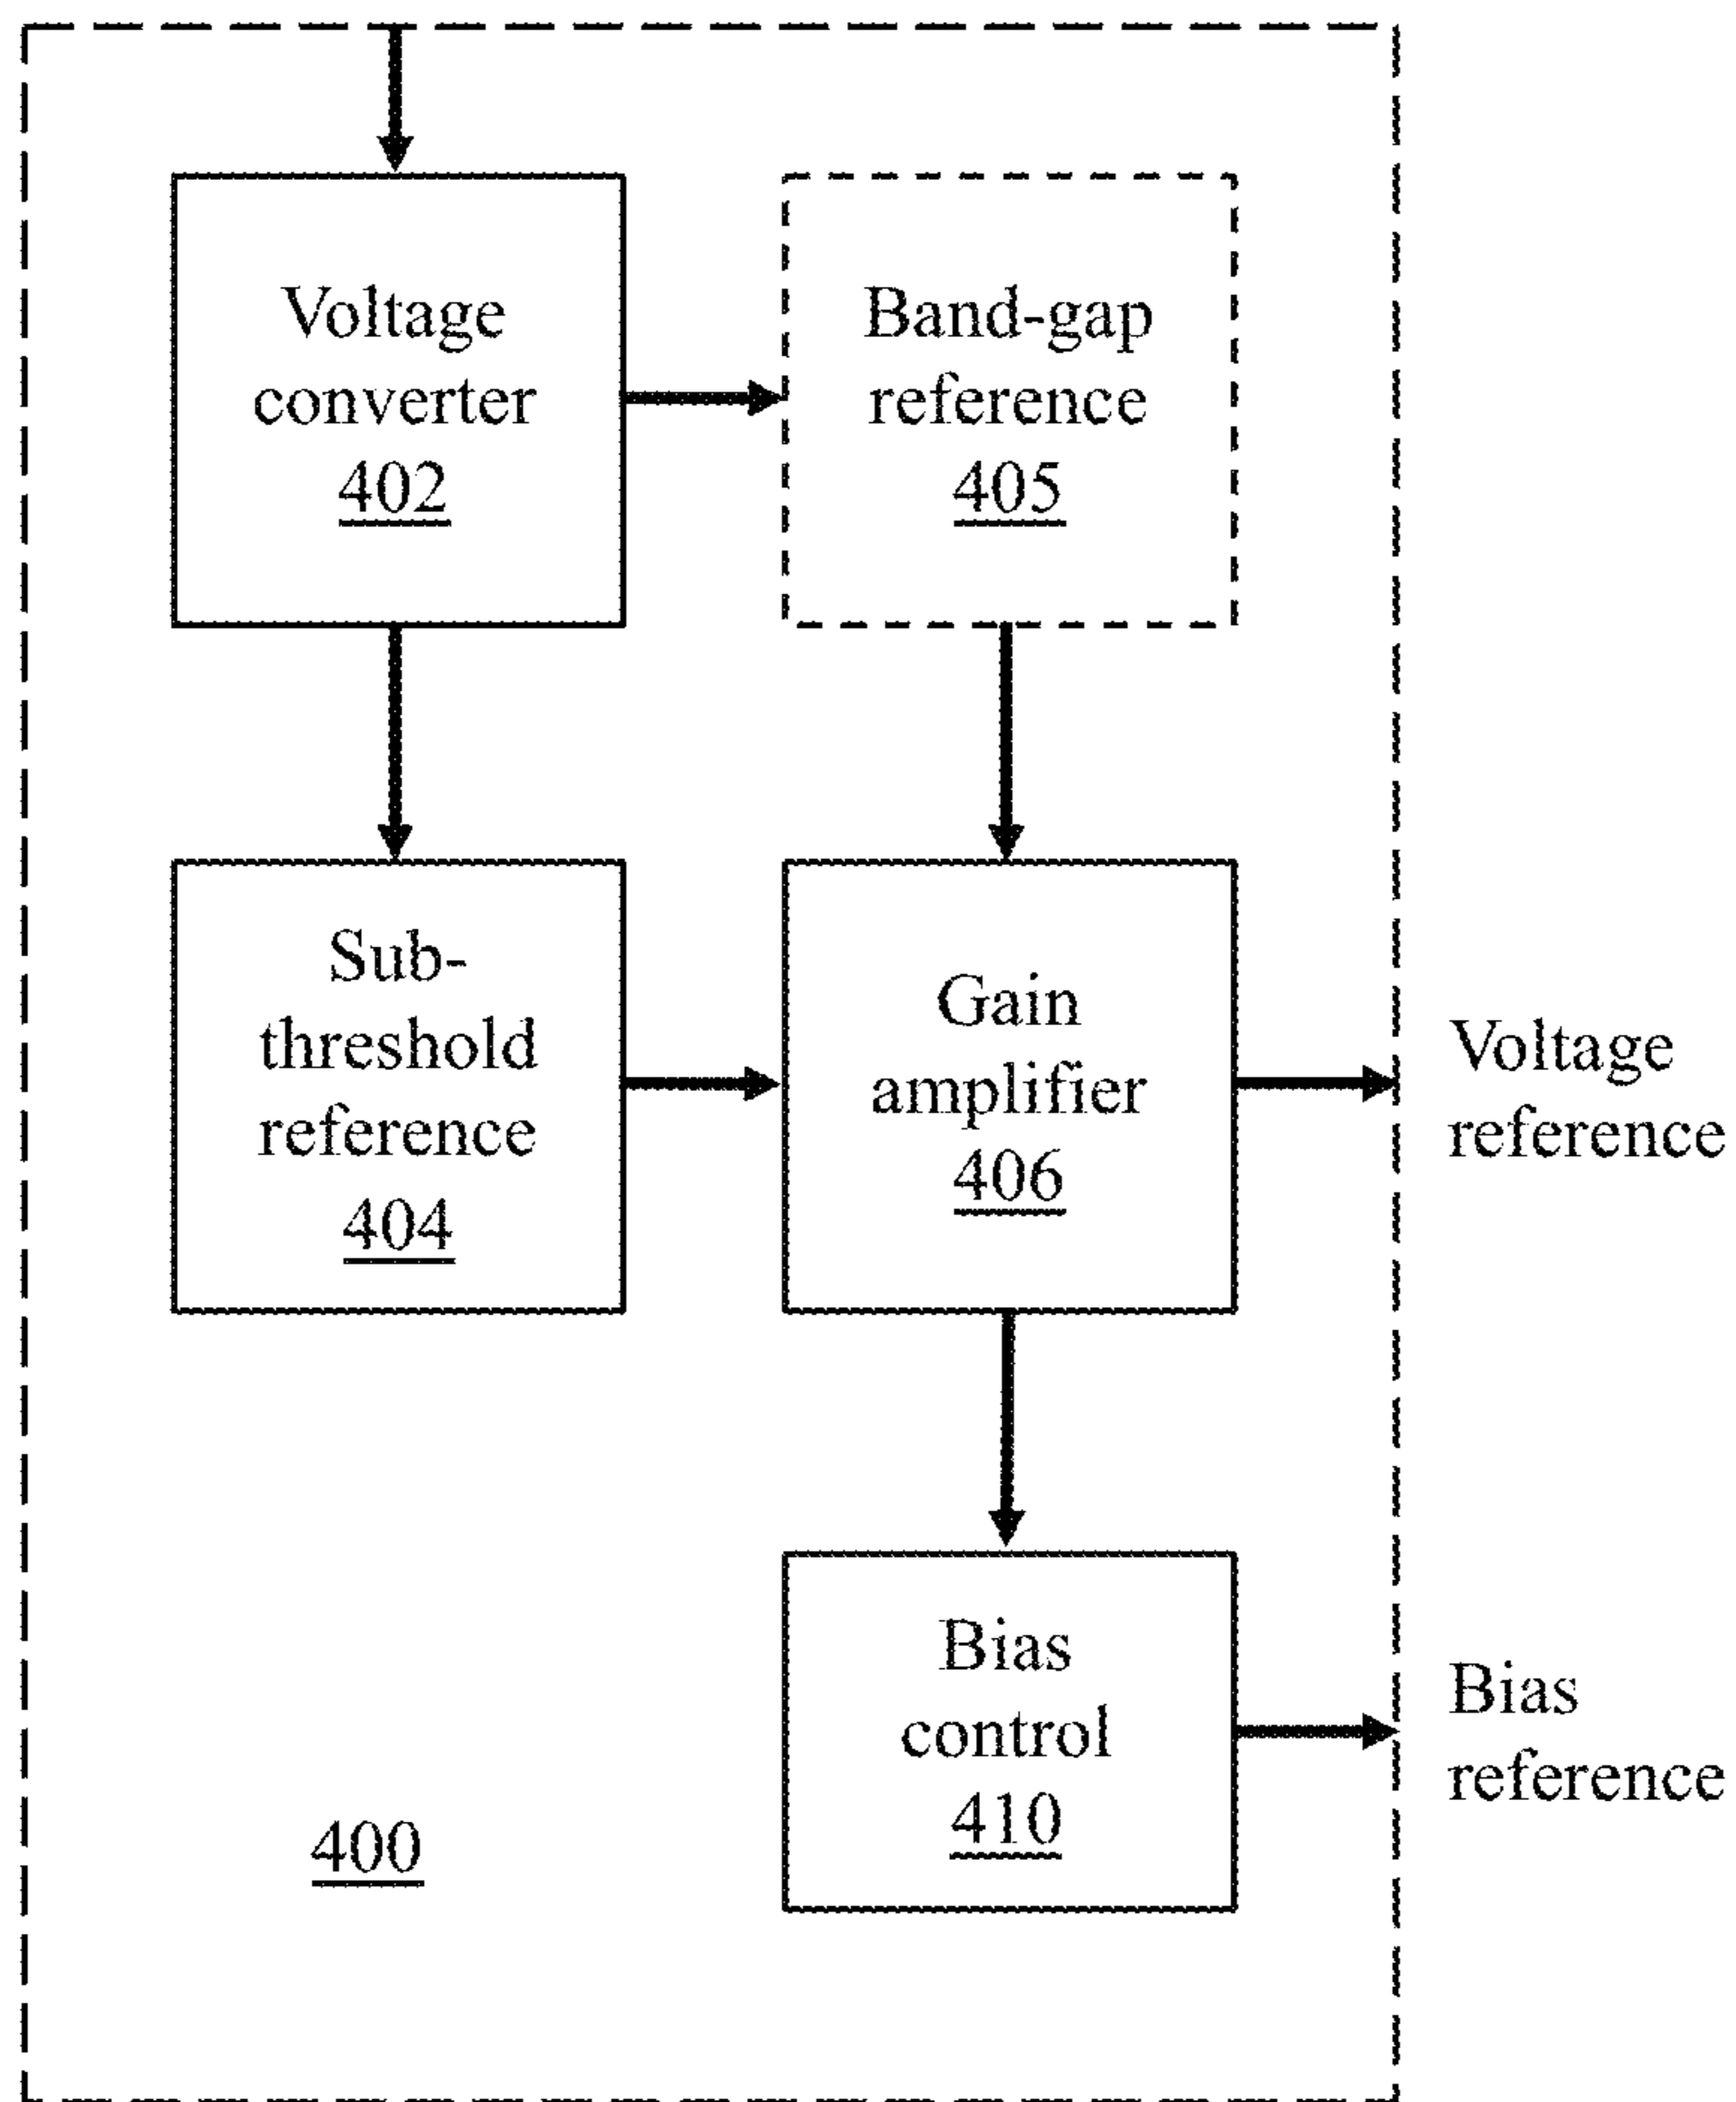 Voltage
converter
402
Band-gap
reference
405
Sub-
threshold
reference
404
Gain
amplifier
406
Voltage
reference
Bias
control
410
Bias
reference
400